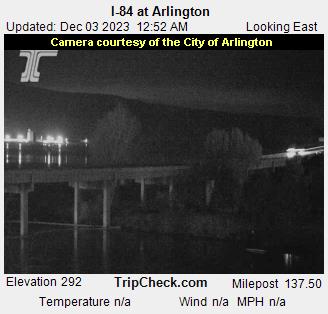 I-84 at Arlington
Updated: Dec 03 2023 12:52 AM Looking East
Camera courtesy of the City of Arlington
Elevation 292 TripCheck.com Milepost 137.50
Temperature n/a Wind n/a MPH n/a